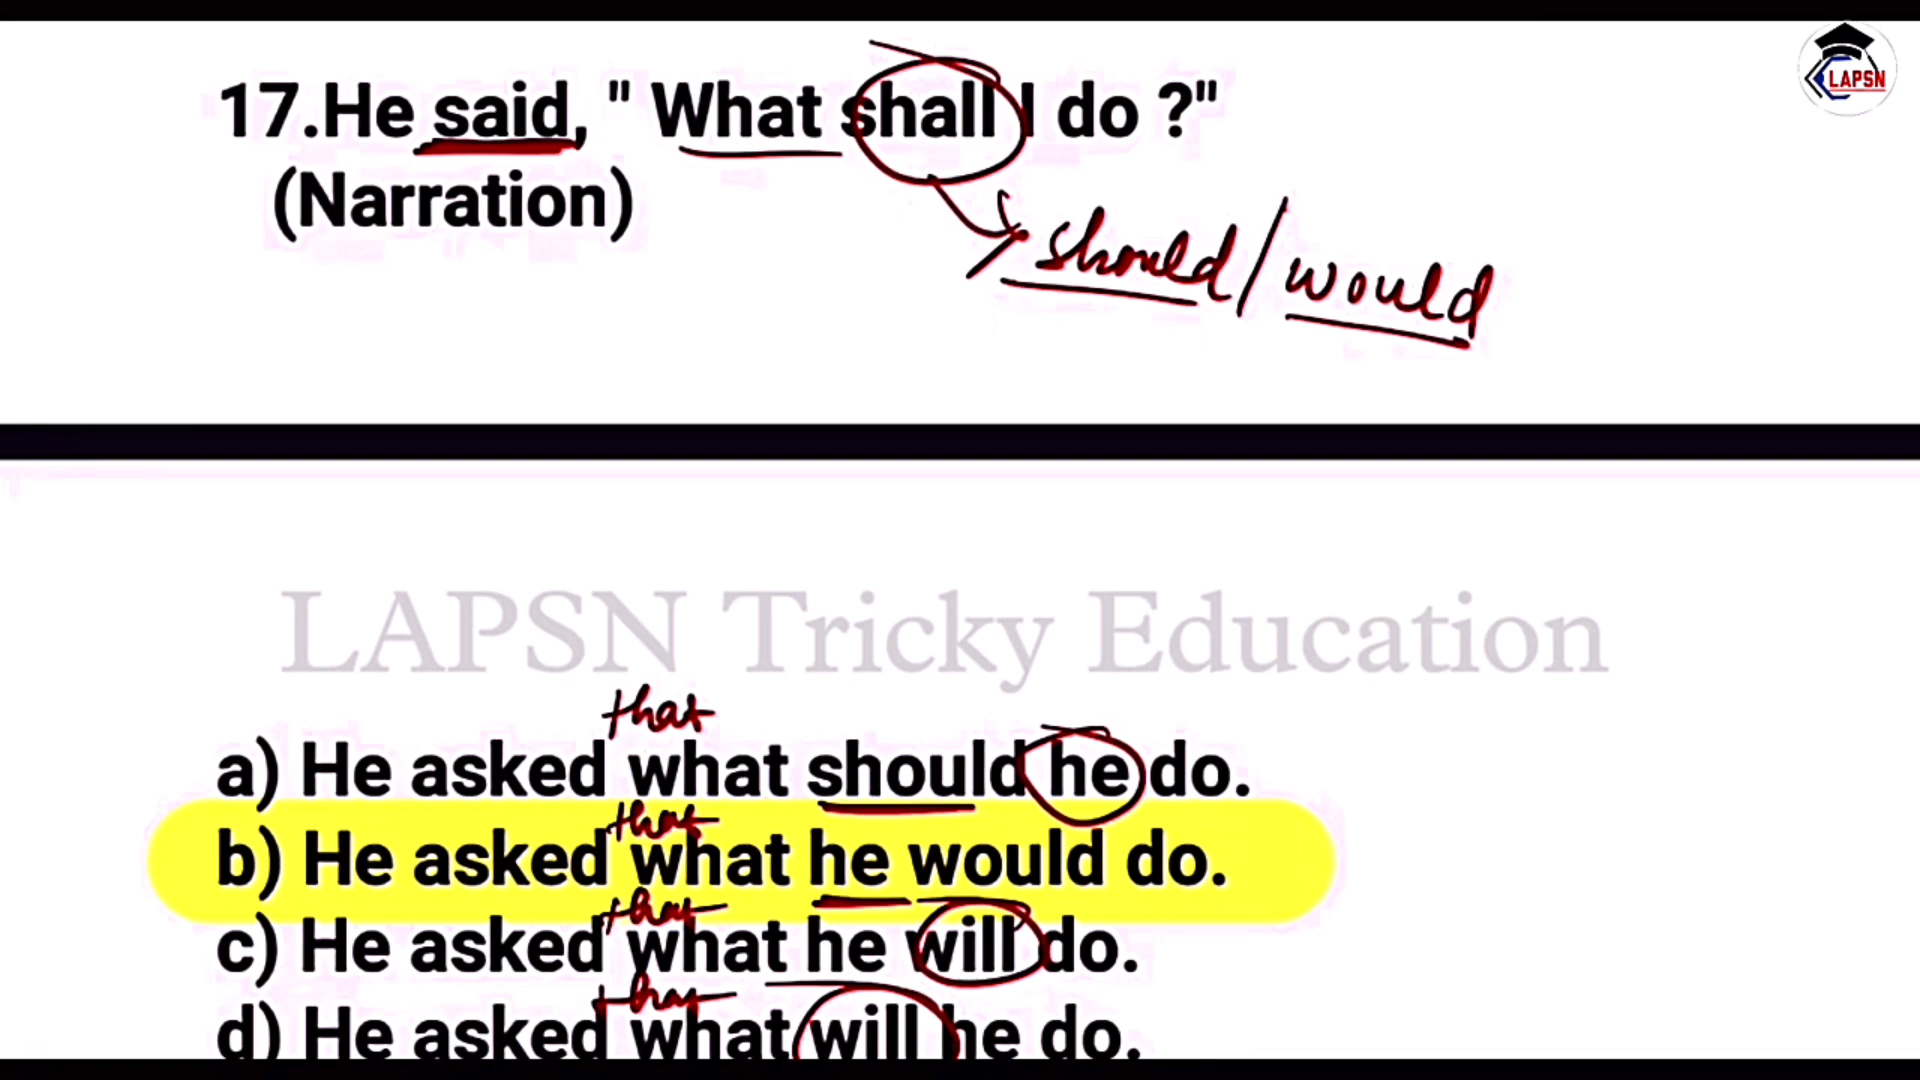 LAPSN
17.He said, " What shall I do ?"
(Narration)
should/would
LAPSN Tricky Education
that
a) He asked what should he do.
that
b) He asked what he would do.
that
c) He asked what he will do.
that
d) He asked what will he do.